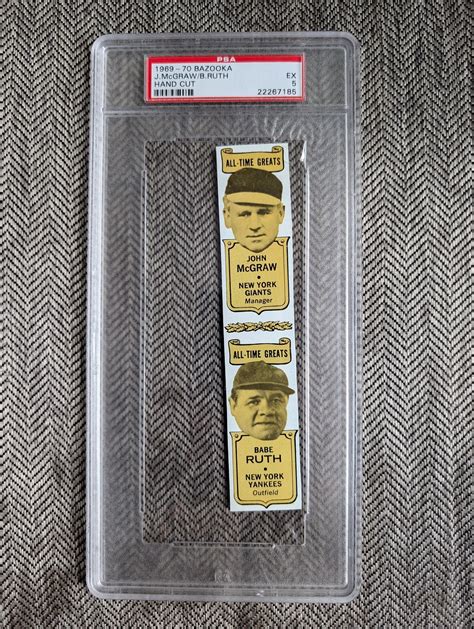 PSA
1969-70 BAZOOKA
J.McGRAW/B.RUTH EX
HAND CUT 5
22267185
ALL-TIME GREATS
JOHN
McGRAW
•
NEW YORK
GIANTS
Manager
ALL-TIME GREATS
BABE
RUTH
•
NEW YORK
YANKEES
Outfield